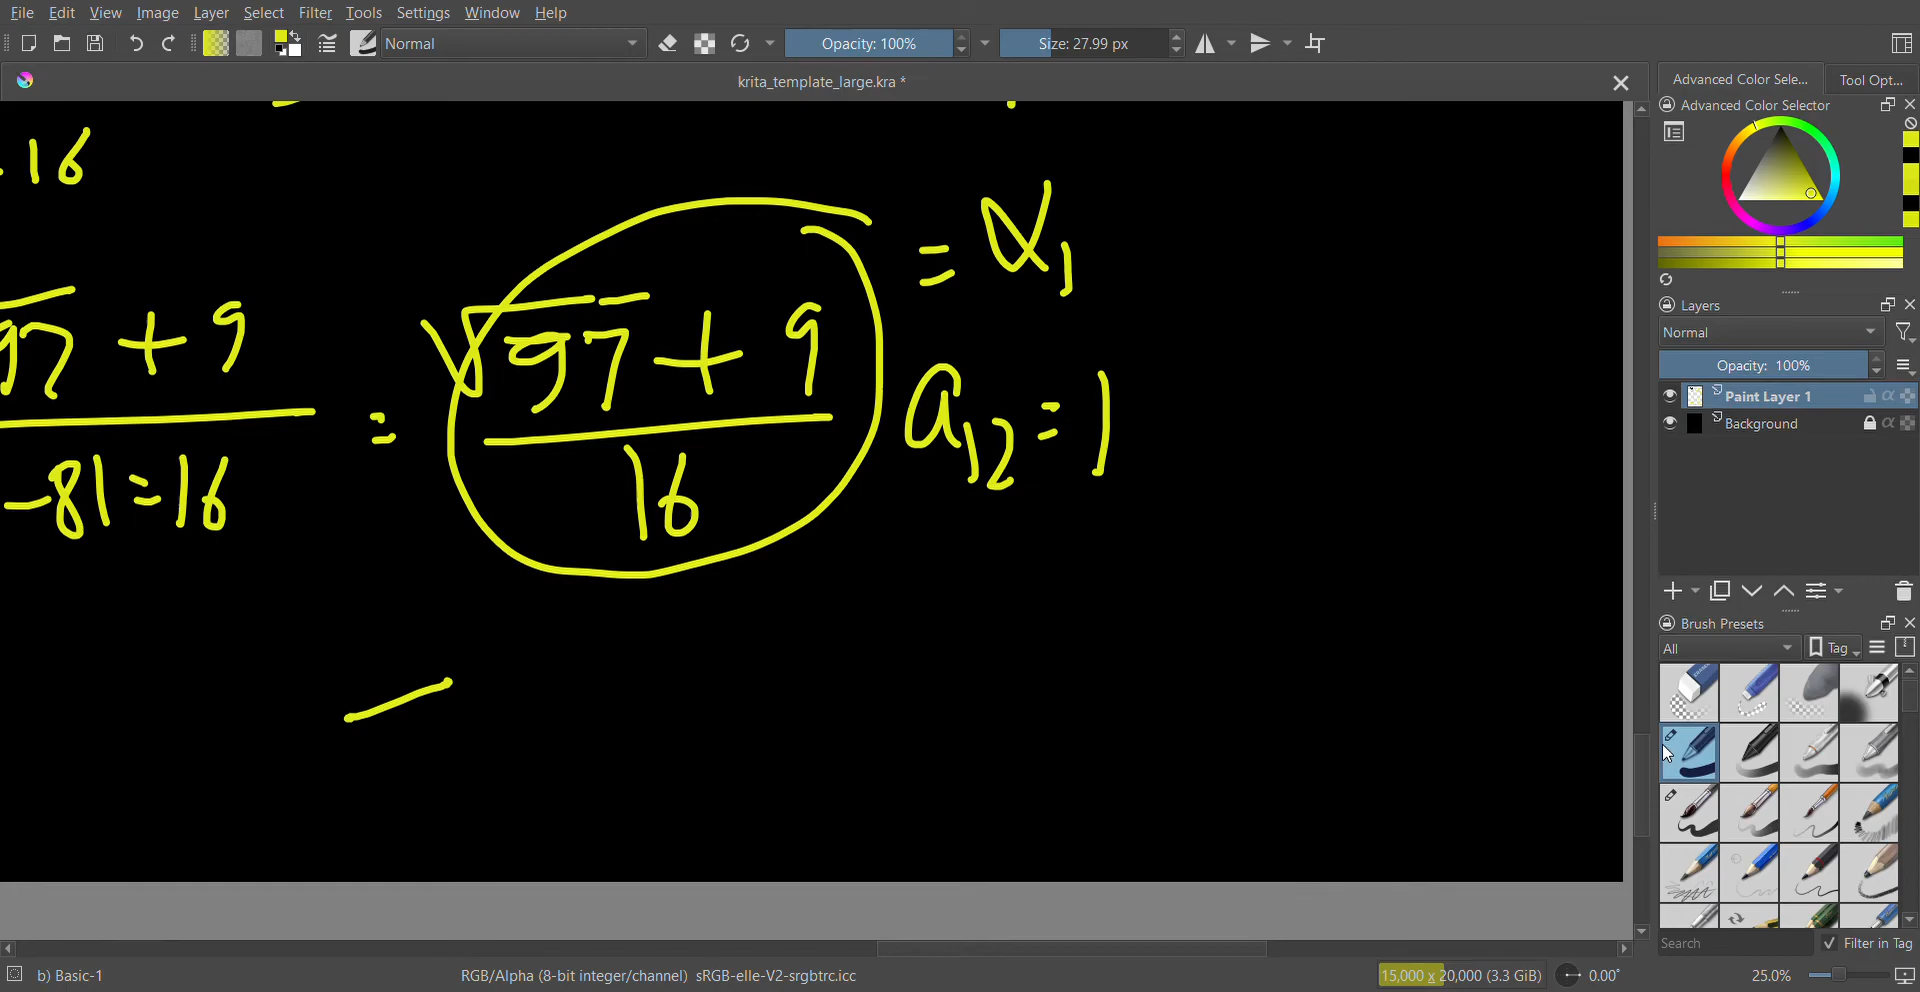 File Edit View Image Layer Select Filter Tools Settings Window Help
Normal Opacity: 100% Size: 27.99 px
krita_template_large.kra *
Advanced Color Sele... Tool Opt...
Advanced Color Selector
Layers
Normal
Opacity: 100%
Paint Layer 1
Background
Brush Presets
All Tag
Search Filter in Tag
16
97 + 9
-81=16
=
√97 + 9
16
= α₁
a₁₂ = 1
b) Basic-1 RGB/Alpha (8-bit integer/channel) sRGB-elle-V2-srgbtrc.icc 15,000 x 20,000 (3.3 GiB) 0.00° 25.0%